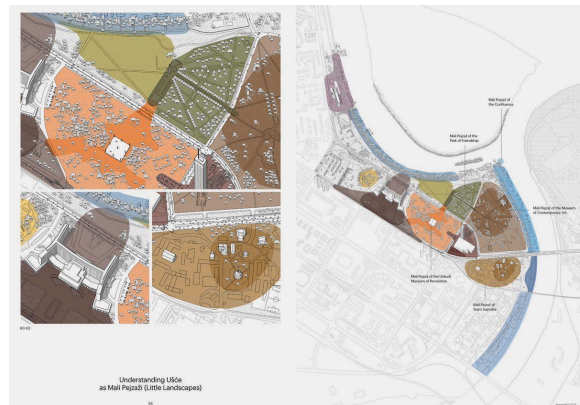 60-62
Understanding Ušće
as Mali Pejzaži (Little Landscapes)
Mali Pejzaž of
the Confluence
Mali Pejzaž of the
Park of Friendship
Mali Pejzaž of the Museum
of Contemporary Art
Mali Pejzaž of the Unbuilt
Museum of Revolution
Mali Pejzaž of
Staro Sajmište